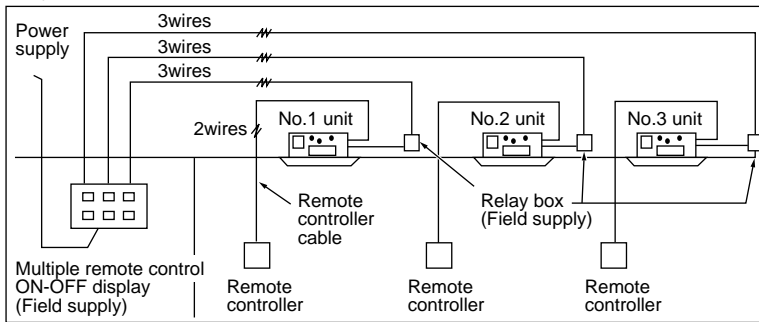 3wires
Power
supply
3wires
3wires
No.1 unit
No.2 unit
No.3 unit
2wires
Relay box
(Field supply)
Remote
controller
cable
Multiple remote control
ON-OFF display
(Field supply)
Remote
controller
Remote
controller
Remote
controller